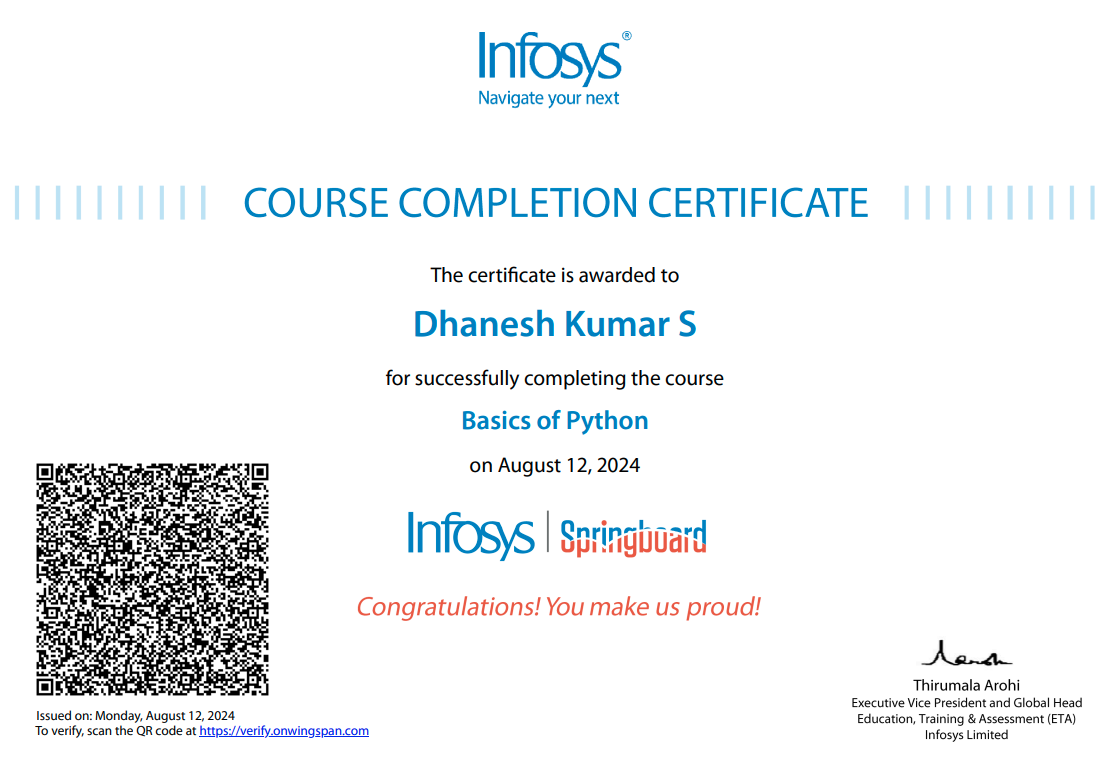 Infosys®
Navigate your next
COURSE COMPLETION CERTIFICATE
The certificate is awarded to
Dhanesh Kumar S
for successfully completing the course
Basics of Python
on August 12, 2024
Infosys | Springboard
Congratulations! You make us proud!
Issued on: Monday, August 12, 2024
To verify, scan the QR code at https://verify.onwingspan.com
Thirumala Arohi
Executive Vice President and Global Head
Education, Training & Assessment (ETA)
Infosys Limited